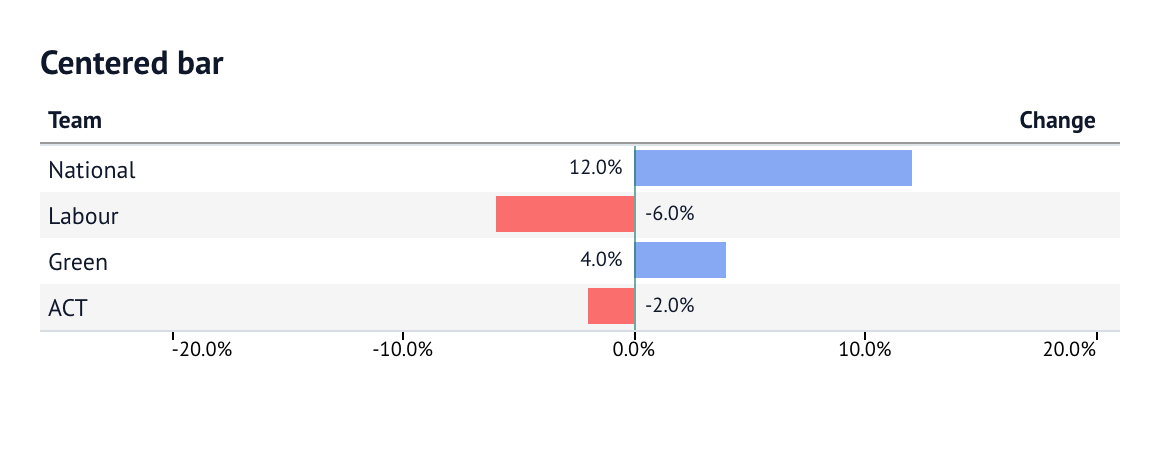 Centered bar
Team Change
National 12.0%
Labour -6.0%
Green 4.0%
ACT -2.0%
-20.0% -10.0% 0.0% 10.0% 20.0%